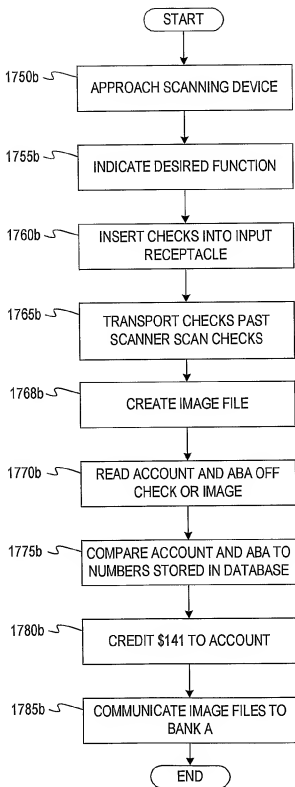 START
1750b
APPROACH SCANNING DEVICE
1755b
INDICATE DESIRED FUNCTION
1760b
INSERT CHECKS INTO INPUT
RECEPTACLE
1765b
TRANSPORT CHECKS PAST
SCANNER SCAN CHECKS
1768b
CREATE IMAGE FILE
1770b
READ ACCOUNT AND ABA OFF
CHECK OR IMAGE
1775b
COMPARE ACCOUNT AND ABA TO
NUMBERS STORED IN DATABASE
1780b
CREDIT $141 TO ACCOUNT
1785b
COMMUNICATE IMAGE FILES TO
BANK A
END